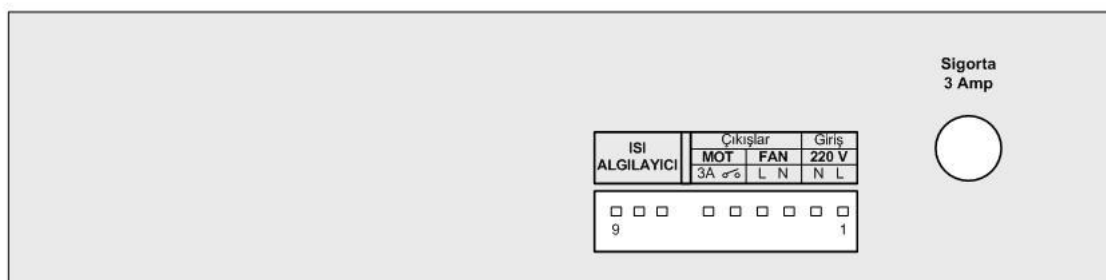 Sigorta
3 Amp
ISI
ALGILAYICI
Çıkışlar Giriş
MOT FAN 220 V
3A L N N L
9 1